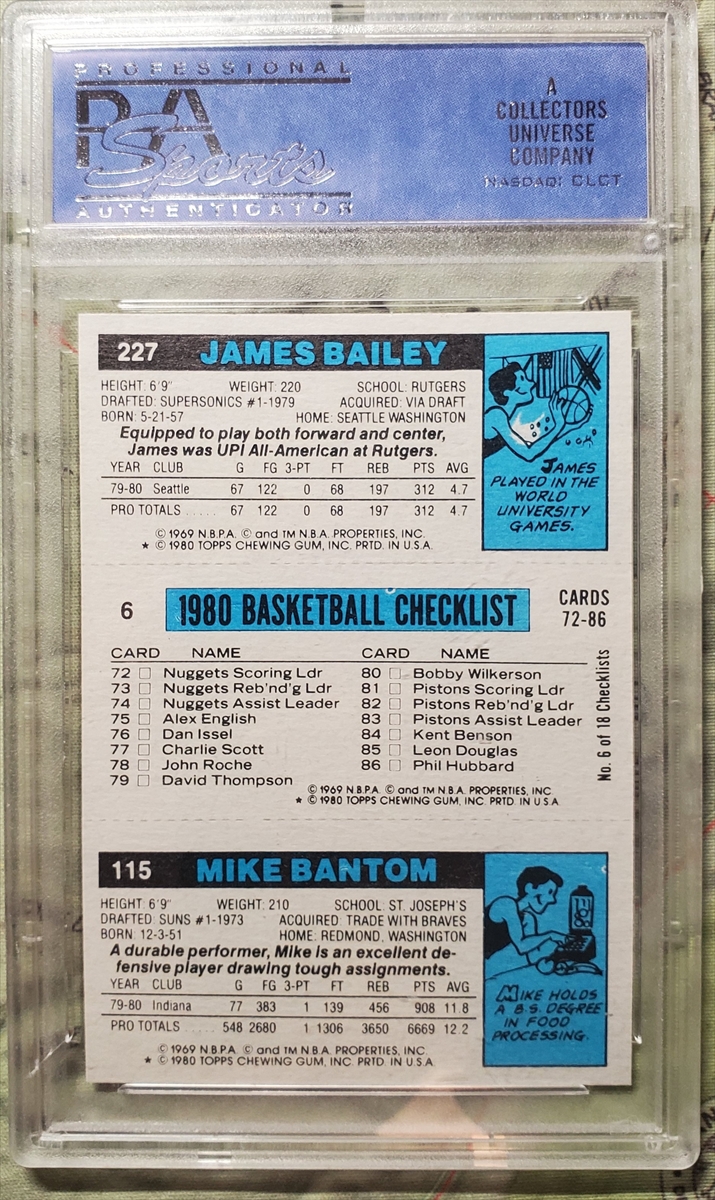 PROFESSIONAL
PSA
Sports
AUTHENTICATOR
A
COLLECTORS
UNIVERSE
COMPANY
NASDAQ: CLCT
227 JAMES BAILEY
HEIGHT: 6'9" WEIGHT: 220 SCHOOL: RUTGERS
DRAFTED: SUPERSONICS #1-1979 ACQUIRED: VIA DRAFT
BORN: 5-21-57 HOME: SEATTLE WASHINGTON
Equipped to play both forward and center,
James was UPI All-American at Rutgers.
YEAR CLUB G FG 3-PT FT REB PTS AVG
79-80 Seattle 67 122 0 68 197 312 4.7
PRO TOTALS ..... 67 122 0 68 197 312 4.7
© 1969 N.B.P.A. © and TM N.B.A. PROPERTIES, INC.
★ © 1980 TOPPS CHEWING GUM, INC. PRTD. IN U.S.A.
JAMES
PLAYED IN THE
WORLD
UNIVERSITY
GAMES.
6 1980 BASKETBALL CHECKLIST CARDS
72-86
CARD NAME CARD NAME
72 □ Nuggets Scoring Ldr
73 □ Nuggets Reb'nd'g Ldr
74 □ Nuggets Assist Leader
75 □ Alex English
76 □ Dan Issel
77 □ Charlie Scott
78 □ John Roche
79 □ David Thompson
80 □ Bobby Wilkerson
81 □ Pistons Scoring Ldr
82 □ Pistons Reb'nd'g Ldr
83 □ Pistons Assist Leader
84 □ Kent Benson
85 □ Leon Douglas
86 □ Phil Hubbard
No. 6 of 18 Checklists
© 1969 N.B.P.A. © and TM N.B.A. PROPERTIES, INC.
★ © 1980 TOPPS CHEWING GUM, INC. PRTD. IN U.S.A.
115 MIKE BANTOM
HEIGHT: 6'9" WEIGHT: 210 SCHOOL: ST. JOSEPH'S
DRAFTED: SUNS #1-1973 ACQUIRED: TRADE WITH BRAVES
BORN: 12-3-51 HOME: REDMOND, WASHINGTON
A durable performer, Mike is an excellent de-
fensive player drawing tough assignments.
YEAR CLUB G FG 3-PT FT REB PTS AVG
79-80 Indiana 77 383 1 139 456 908 11.8
PRO TOTALS ..... 548 2680 1 1306 3650 6669 12.2
© 1969 N.B.P.A. © and TM N.B.A. PROPERTIES, INC.
★ © 1980 TOPPS CHEWING GUM, INC. PRTD. IN U.S.A.
MIKE HOLDS
A B.S. DEGREE
IN FOOD
PROCESSING.